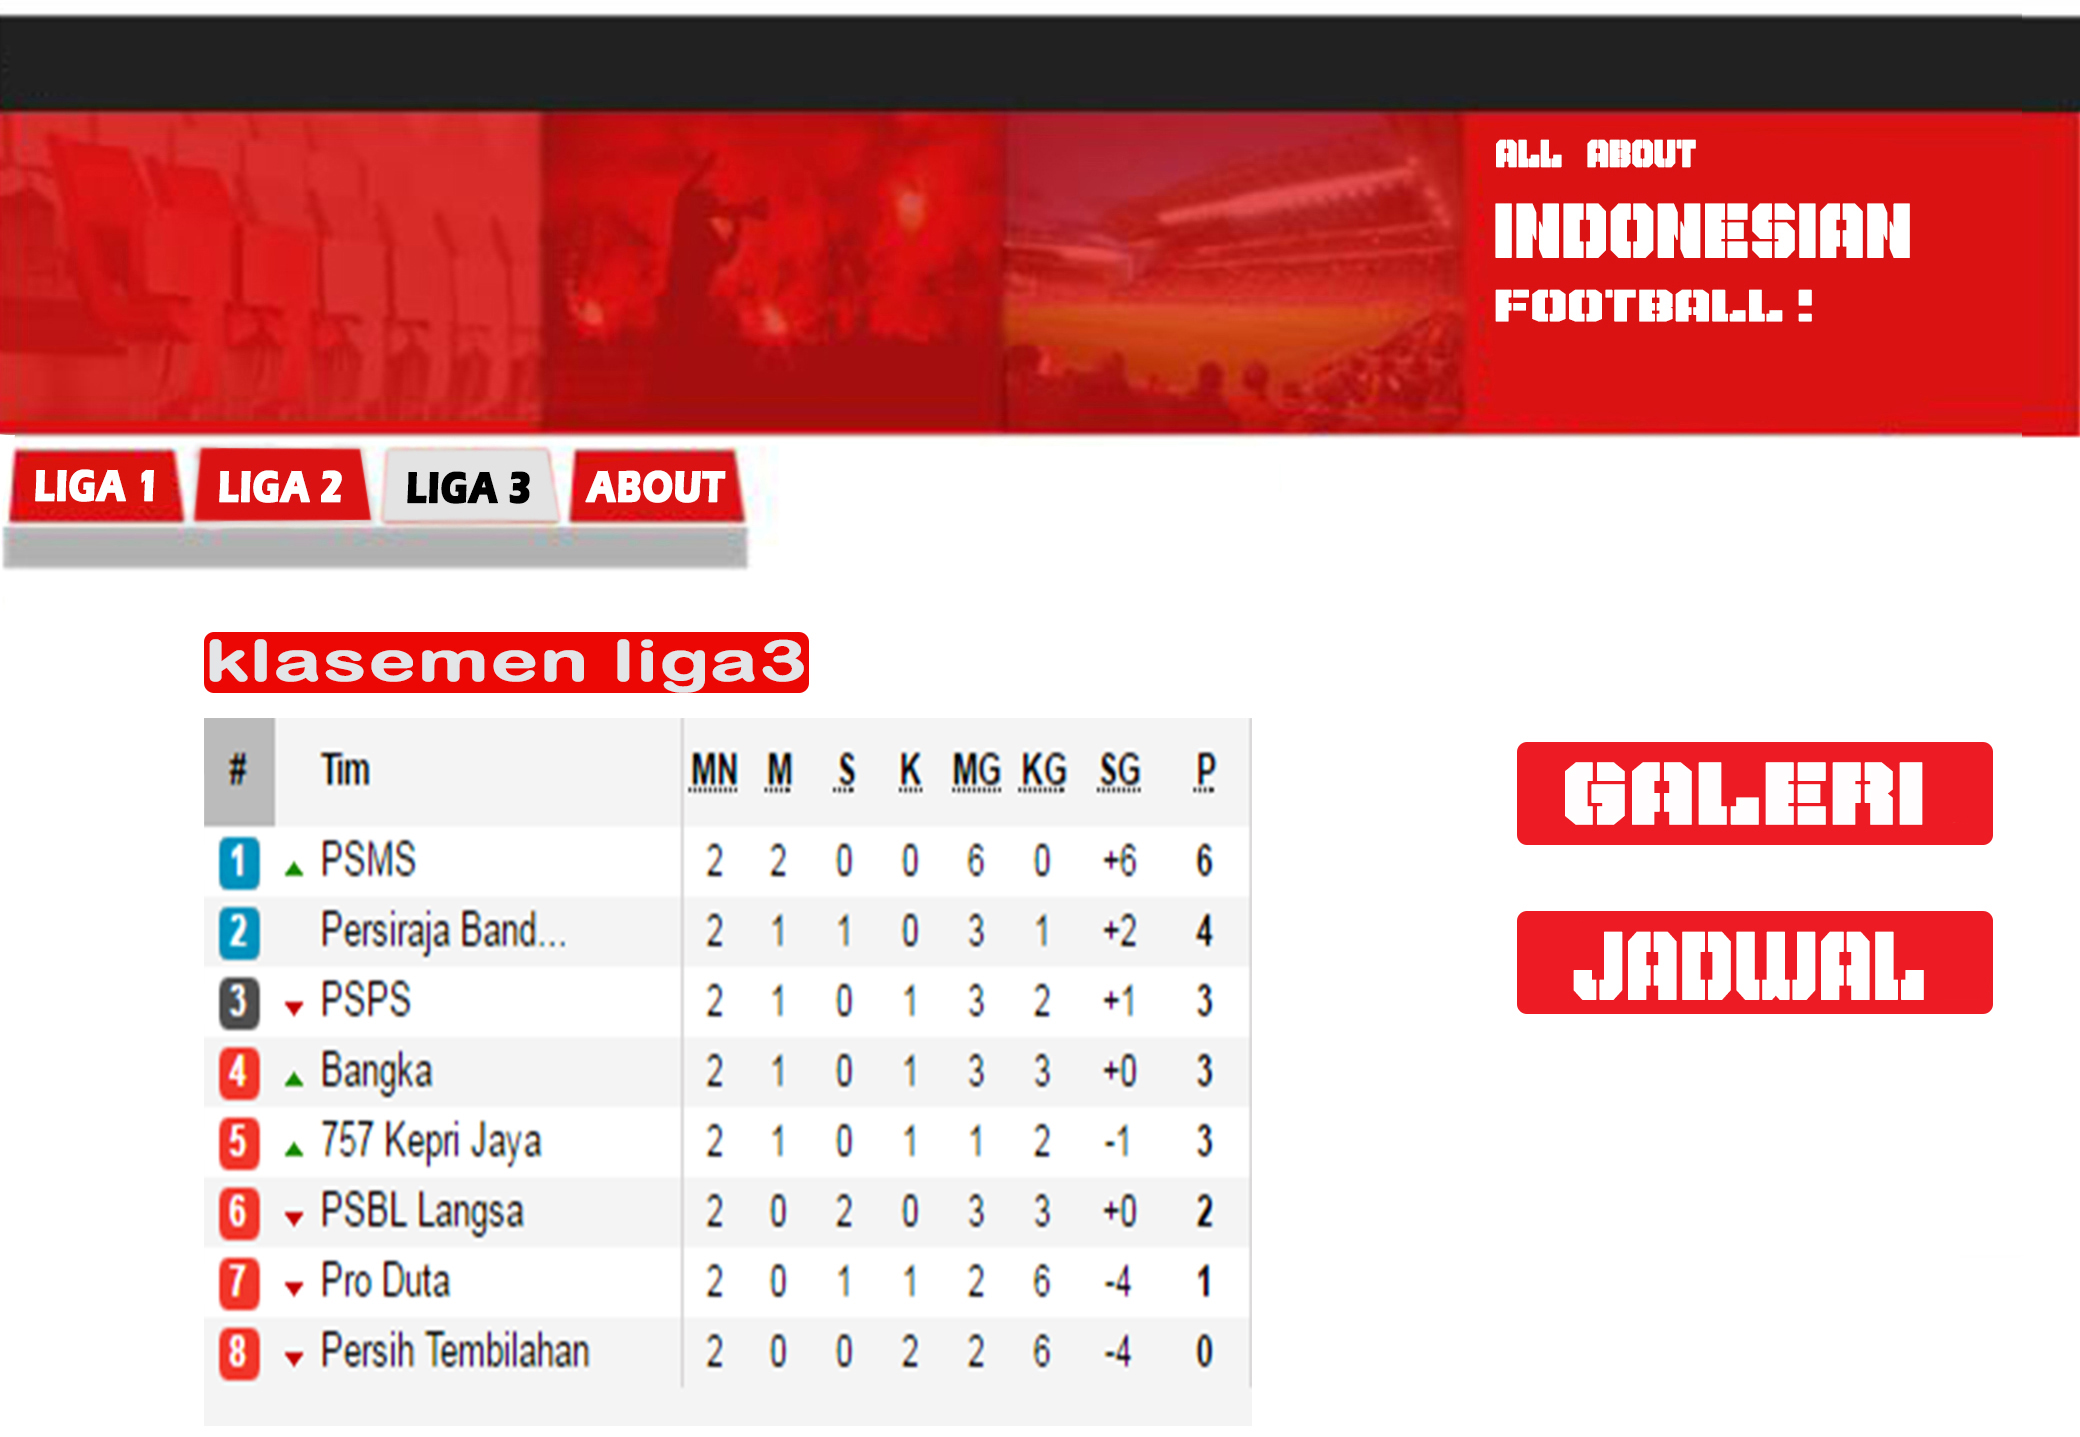 ALL ABOUT
INDONESIAN
FOOTBALL !
LIGA 1 LIGA 2 LIGA 3 ABOUT
klasemen liga3
# Tim MN M S K MG KG SG P
1 PSMS 2 2 0 0 6 0 +6 6
2 Persiraja Band... 2 1 1 0 3 1 +2 4
3 PSPS 2 1 0 1 3 2 +1 3
4 Bangka 2 1 0 1 3 3 +0 3
5 757 Kepri Jaya 2 1 0 1 1 2 -1 3
6 PSBL Langsa 2 0 2 0 3 3 +0 2
7 Pro Duta 2 0 1 1 2 6 -4 1
8 Persih Tembilahan 2 0 0 2 2 6 -4 0
GALERI
JADWAL